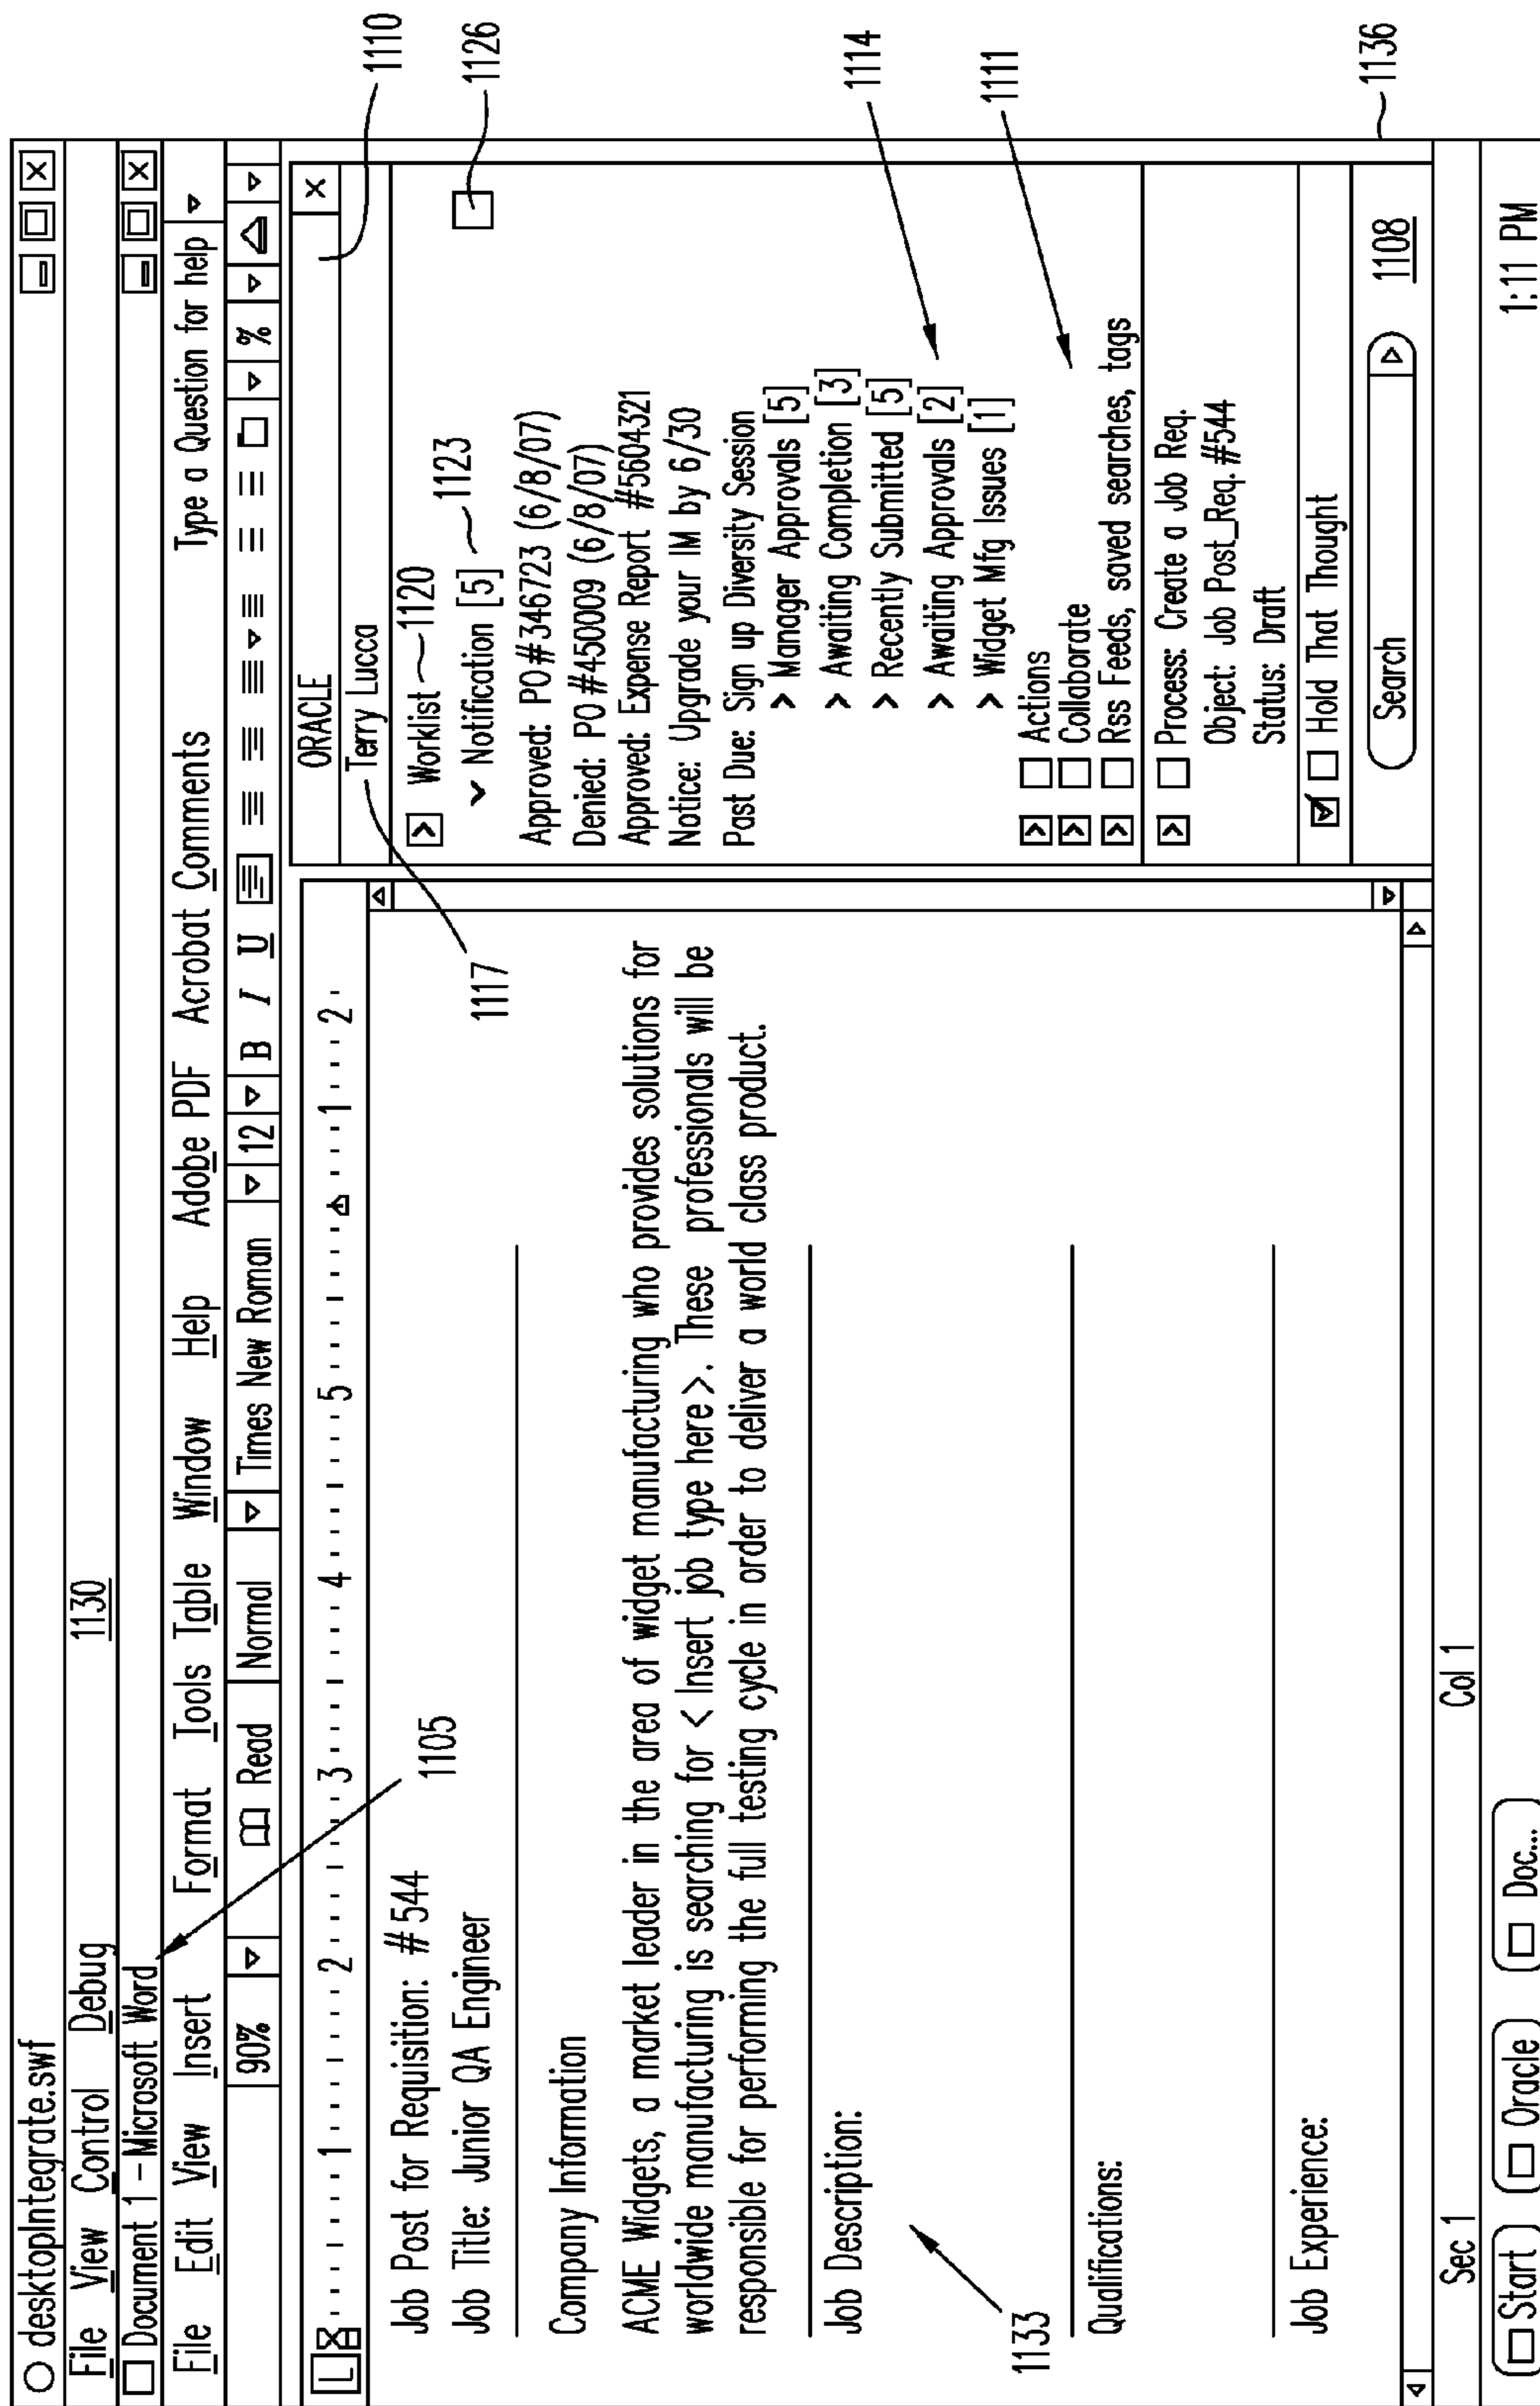 desktopIntegrate.swf
File View Control Debug 1130
Document 1 - Microsoft Word
File Edit View Insert Format Tools Table Window Help Adobe PDF Acrobat Comments Type a Question for help
90% Read Normal Times New Roman 12 B I U %
L 1 2 3 4 5 1 2
1105
Job Post for Requisition: # 544
Job Title: Junior QA Engineer
Company Information
ACME Widgets, a market leader in the area of widget manufacturing who provides solutions for
worldwide manufacturing is searching for < Insert job type here >. These professionals will be
responsible for performing the full testing cycle in order to deliver a world class product.
Job Description:
1133
Qualifications:
Job Experience:
ORACLE X
1110
Terry Lucca
1117
Worklist 1120
Notification [5] 1123
1126
Approved: PO#346723 (6/8/07)
Denied: PO#450009 (6/8/07)
Approved: Expense Report #5604321
Notice: Upgrade your IM by 6/30
Past Due: Sign up Diversity Session
> Manager Approvals [5]
> Awaiting Completion [3]
> Recently Submitted [5]
> Awaiting Approvals [2]
1114
> Widget Mfg Issues [1]
Actions
1111
Collaborate
Rss Feeds, saved searches, tags
Process: Create a Job Req.
Object: Job Post_Req.#544
Status: Draft
Hold That Thought
Search 1108
1136
Sec 1 Col 1
Start Oracle Doc... 1:11 PM